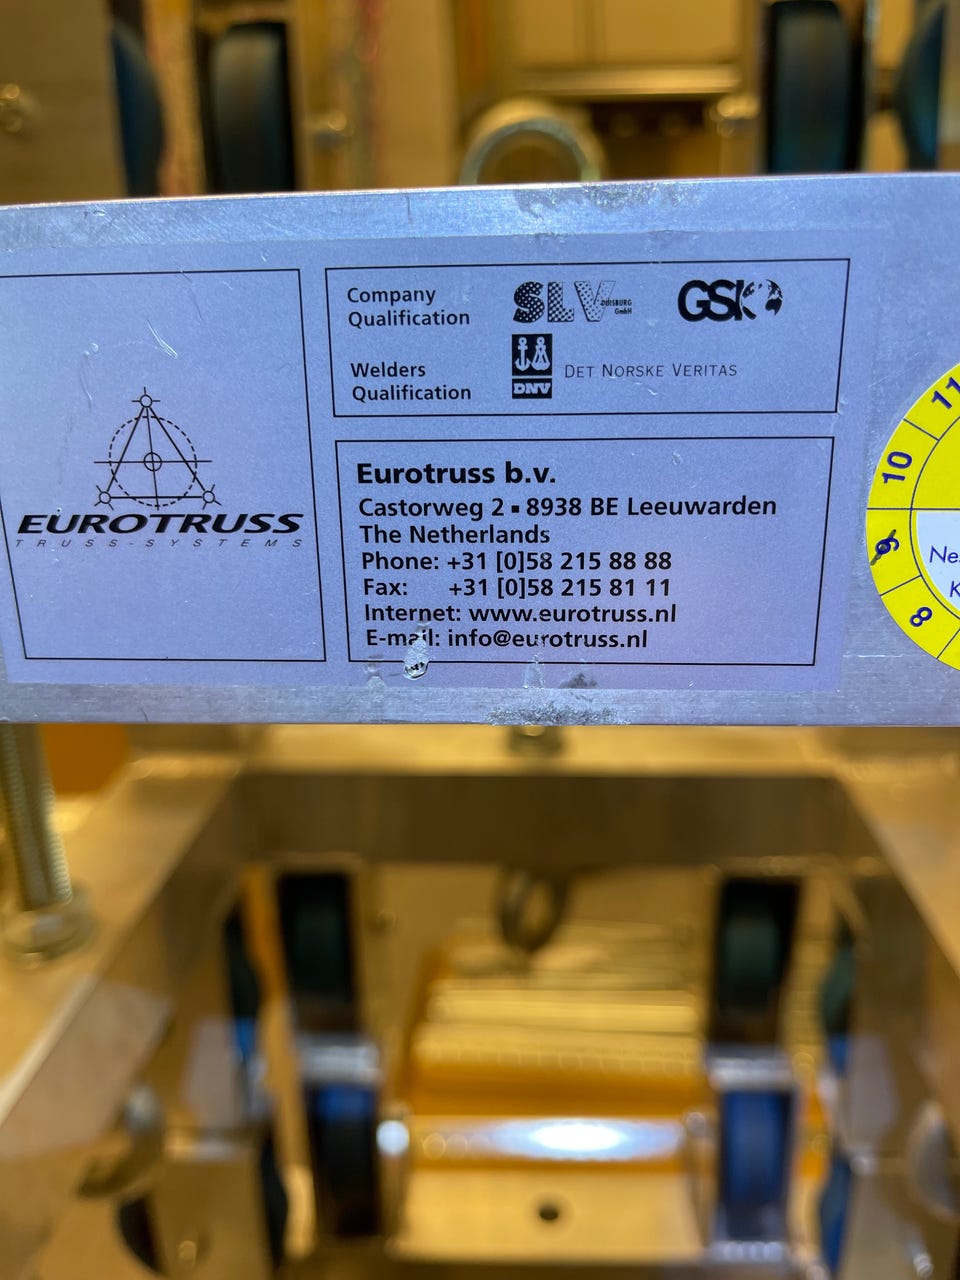 EUROTRUSS
TRUSS-SYSTEMS
Company
Qualification
SLV DUISBURG
GmbH
GSI
Welders
Qualification
DNV
DET NORSKE VERITAS
Eurotruss b.v.
Castorweg 2 ▪ 8938 BE Leeuwarden
The Netherlands
Phone: +31 [0]58 215 88 88
Fax: +31 [0]58 215 81 11
Internet: www.eurotruss.nl
E-mail: info@eurotruss.nl
11
10
9
8